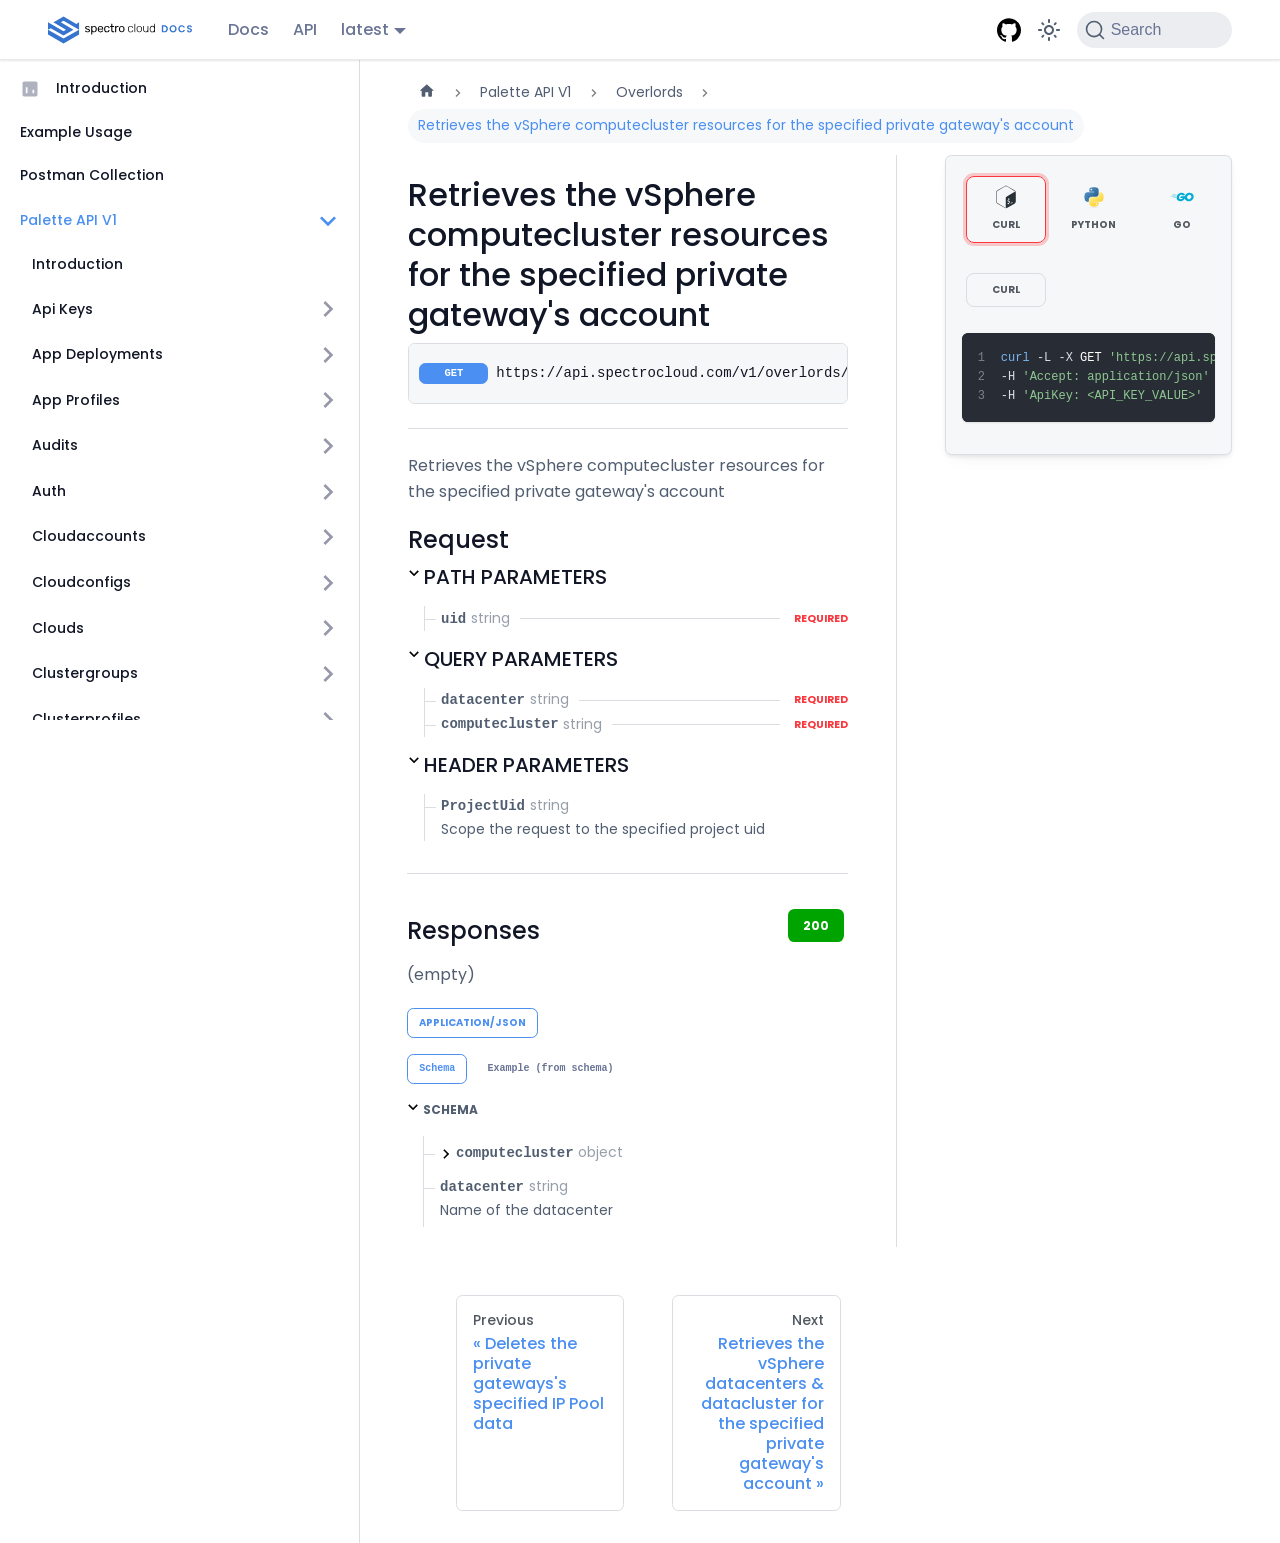 spectro cloud DOCS
Docs
API
latest
Search
Introduction
Example Usage
Postman Collection
Palette API V1
Introduction
Api Keys
App Deployments
App Profiles
Audits
Auth
Cloudaccounts
Cloudconfigs
Clouds
Clustergroups
Clusterprofiles
Palette API V1
Overlords
Retrieves the vSphere computecluster resources for the specified private gateway's account
Retrieves the vSphere
computecluster resources
for the specified private
gateway's account
GET https://api.spectrocloud.com/v1/overlords/
Retrieves the vSphere computecluster resources for
the specified private gateway's account
Request
PATH PARAMETERS
uid string REQUIRED
QUERY PARAMETERS
datacenter string REQUIRED
computecluster string REQUIRED
HEADER PARAMETERS
ProjectUid string
Scope the request to the specified project uid
Responses
200
(empty)
APPLICATION/JSON
Schema
Example (from schema)
SCHEMA
computecluster object
datacenter string
Name of the datacenter
CURL
PYTHON
GO
CURL
1 curl -L -X GET 'https://api.sp
2 -H 'Accept: application/json'
3 -H 'ApiKey: <API_KEY_VALUE>'
Previous
« Deletes the
private
gateways's
specified IP Pool
data
Next
Retrieves the
vSphere
datacenters &
datacluster for
the specified
private
gateway's
account »